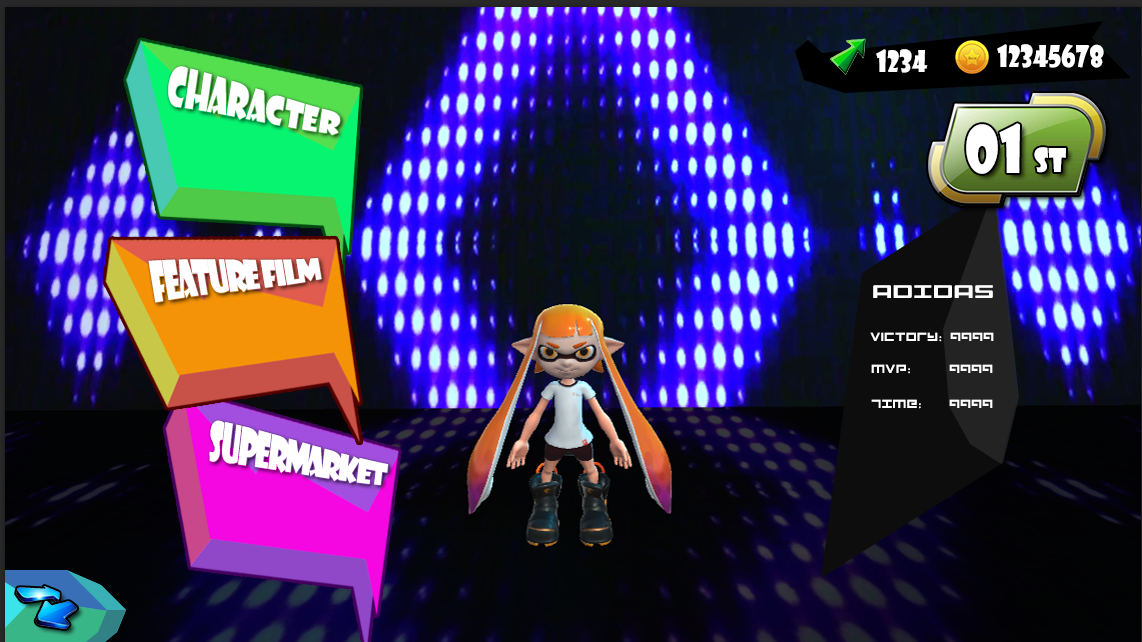 CHARACTER
FEATURE FILM
SUPERMARKET
1234 12345678
01 ST
ADIDAS
VICTORY: 9999
MVP: 9999
TIME: 9999